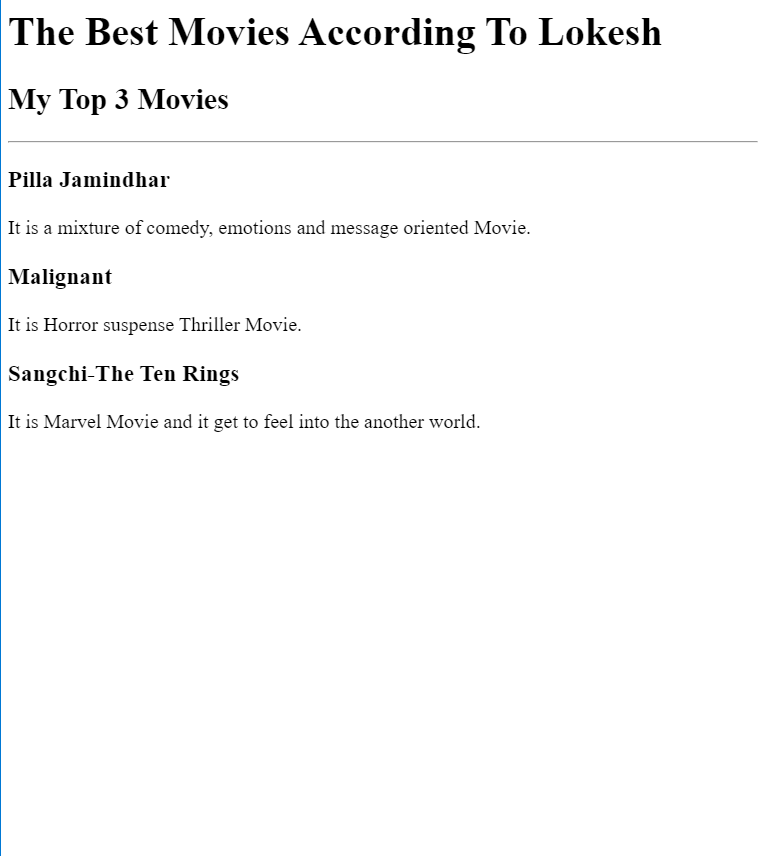 The Best Movies According To Lokesh
My Top 3 Movies
Pilla Jamindhar
It is a mixture of comedy, emotions and message oriented Movie.
Malignant
It is Horror suspense Thriller Movie.
Sangchi-The Ten Rings
It is Marvel Movie and it get to feel into the another world.